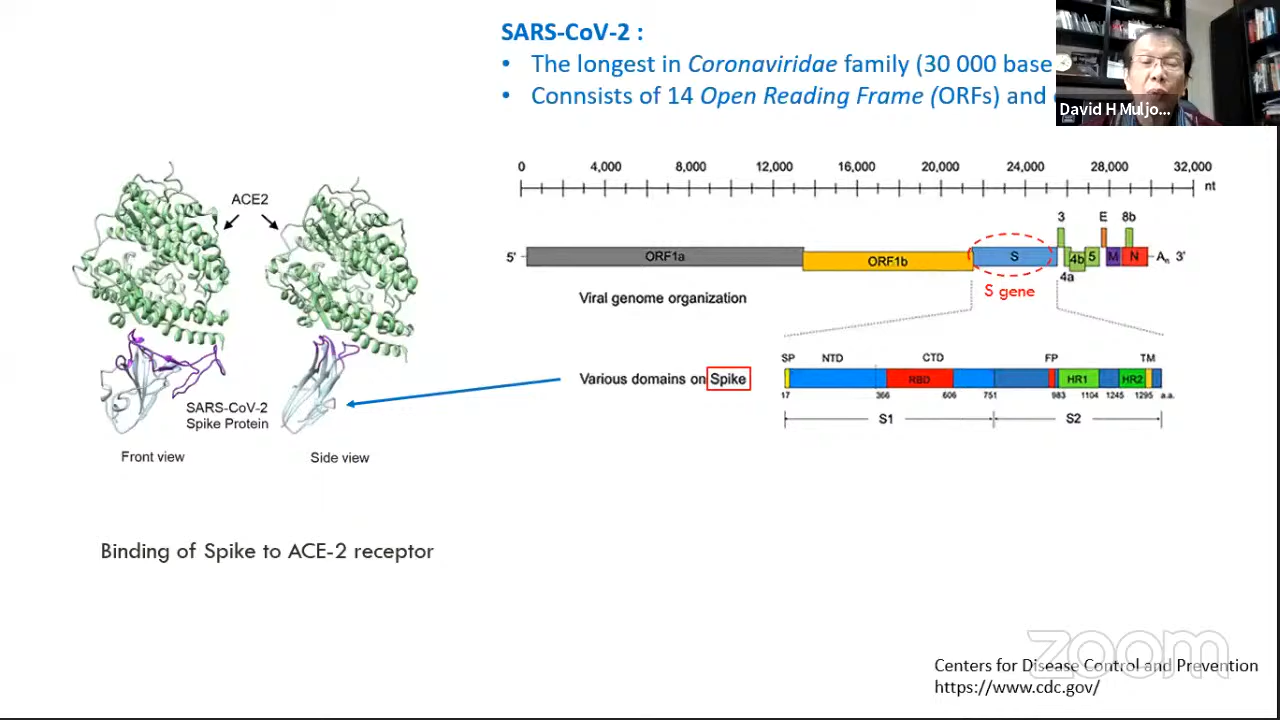 SARS-CoV-2 :
• The longest in Coronaviridae family (30 000 base
• Connsists of 14 Open Reading Frame (ORFs) and
David H Muljo...
0 4,000 8,000 12,000 16,000 20,000 24,000 28,000 32,000
nt
ACE2
3 E 8b
5' ORF1a ORF1b S 4b 5 M N An 3'
4a
S gene
Viral genome organization
SP NTD CTD FP TM
Various domains on Spike
RBD HR1 HR2
17 366 606 751 983 1104 1245 1295 a.a.
S1 S2
SARS-CoV-2
Spike Protein
Front view Side view
Binding of Spike to ACE-2 receptor
zoom
Centers for Disease Control and Prevention
https://www.cdc.gov/